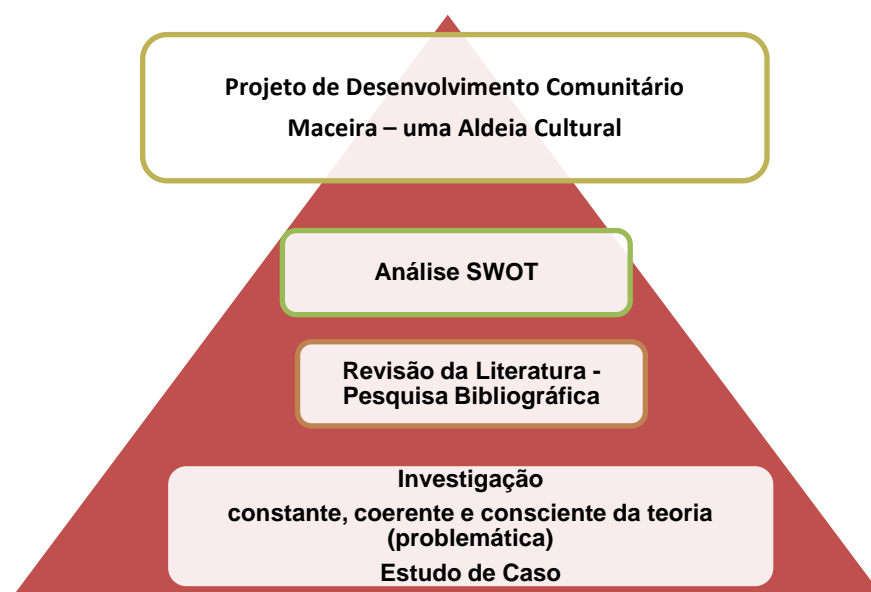 Projeto de Desenvolvimento Comunitário
Maceira – uma Aldeia Cultural
Análise SWOT
Revisão da Literatura -
Pesquisa Bibliográfica
Investigação
constante, coerente e consciente da teoria
(problemática)
Estudo de Caso